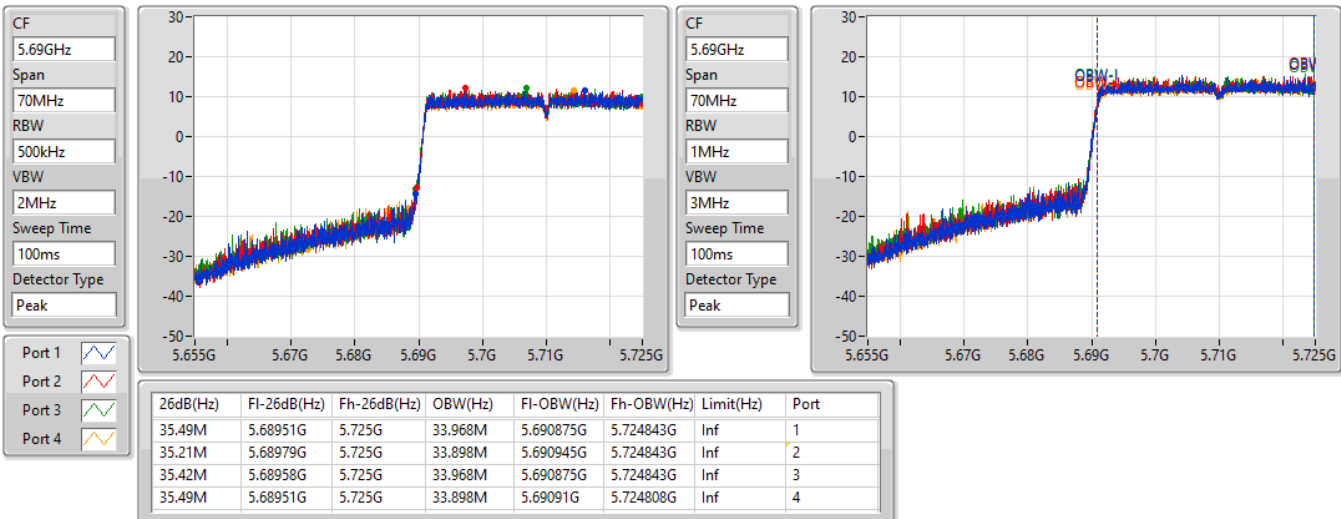 CF
5.69GHz
Span
70MHz
RBW
500kHz
VBW
2MHz
Sweep Time
100ms
Detector Type
Peak
Port 1
Port 2
Port 3
Port 4
30
20
10
0
-10
-20
-30
-40
-50
5.655G 5.67G 5.68G 5.69G 5.7G 5.71G 5.725G
CF
5.69GHz
Span
70MHz
RBW
1MHz
VBW
3MHz
Sweep Time
100ms
Detector Type
Peak
30
20
10
0
-10
-20
-30
-40
-50
OBW-l
OBV
5.655G 5.67G 5.68G 5.69G 5.7G 5.71G 5.725G
26dB(Hz) Fl-26dB(Hz) Fh-26dB(Hz) OBW(Hz) Fl-OBW(Hz) Fh-OBW(Hz) Limit(Hz) Port
35.49M 5.68951G 5.725G 33.968M 5.690875G 5.724843G Inf 1
35.21M 5.68979G 5.725G 33.898M 5.690945G 5.724843G Inf 2
35.42M 5.68958G 5.725G 33.968M 5.690875G 5.724843G Inf 3
35.49M 5.68951G 5.725G 33.898M 5.69091G 5.724808G Inf 4